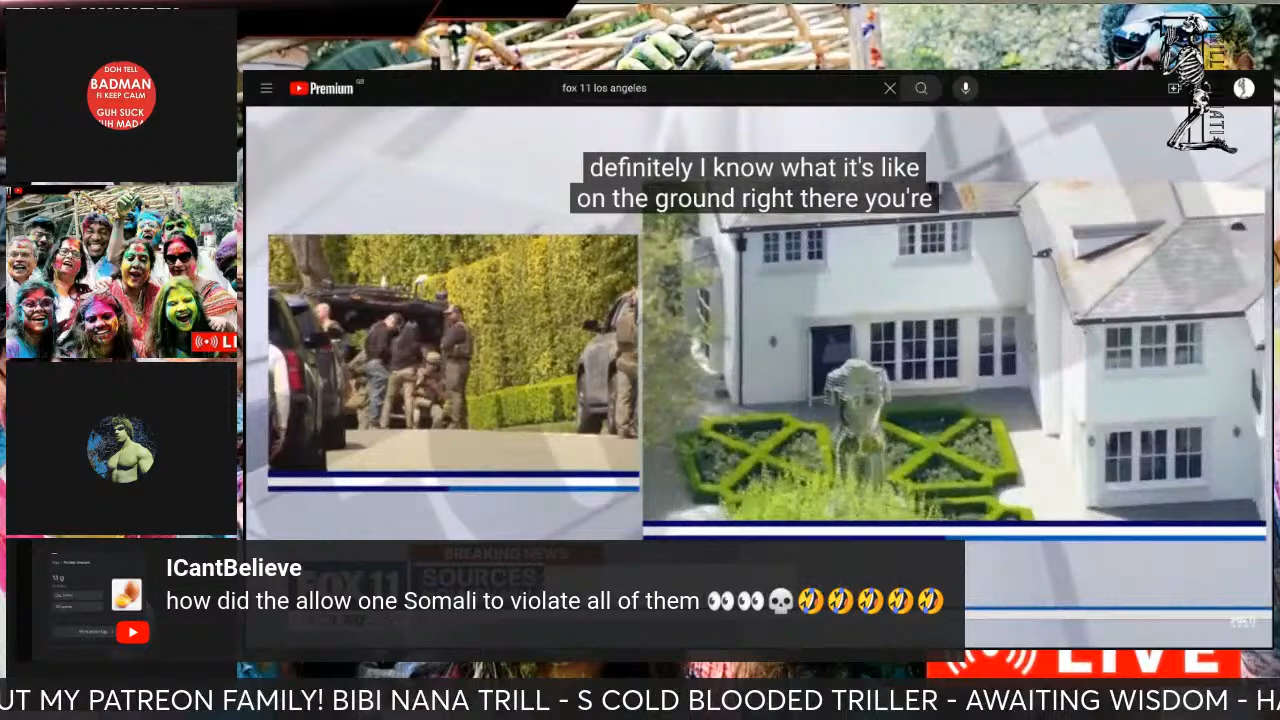 DOH TELL
BADMAN
FI KEEP CALM
GUH SUCK
Premium GB
fox 11 los angeles
definitely I know what it's like
on the ground right there you're
BREAKING NEWS
FOX 11
SOURCES
ICantBelieve
how did the allow one Somali to violate all of them 👀👀💀🤣🤣🤣🤣🤣
13 g
LIVE
UT MY PATREON FAMILY! BIBI NANA TRILL - S COLD BLOODED TRILLER - AWAITING WISDOM - HA